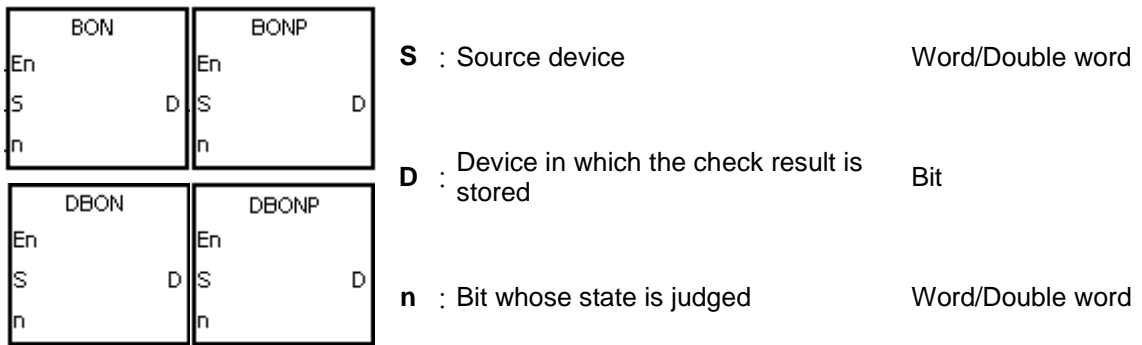 BON
En
S D
n
BONP
En
S D
n
DBON
En
S D
n
DBONP
En
S D
n
S : Source device Word/Double word
D : Device in which the check result is
stored Bit
n : Bit whose state is judged Word/Double word